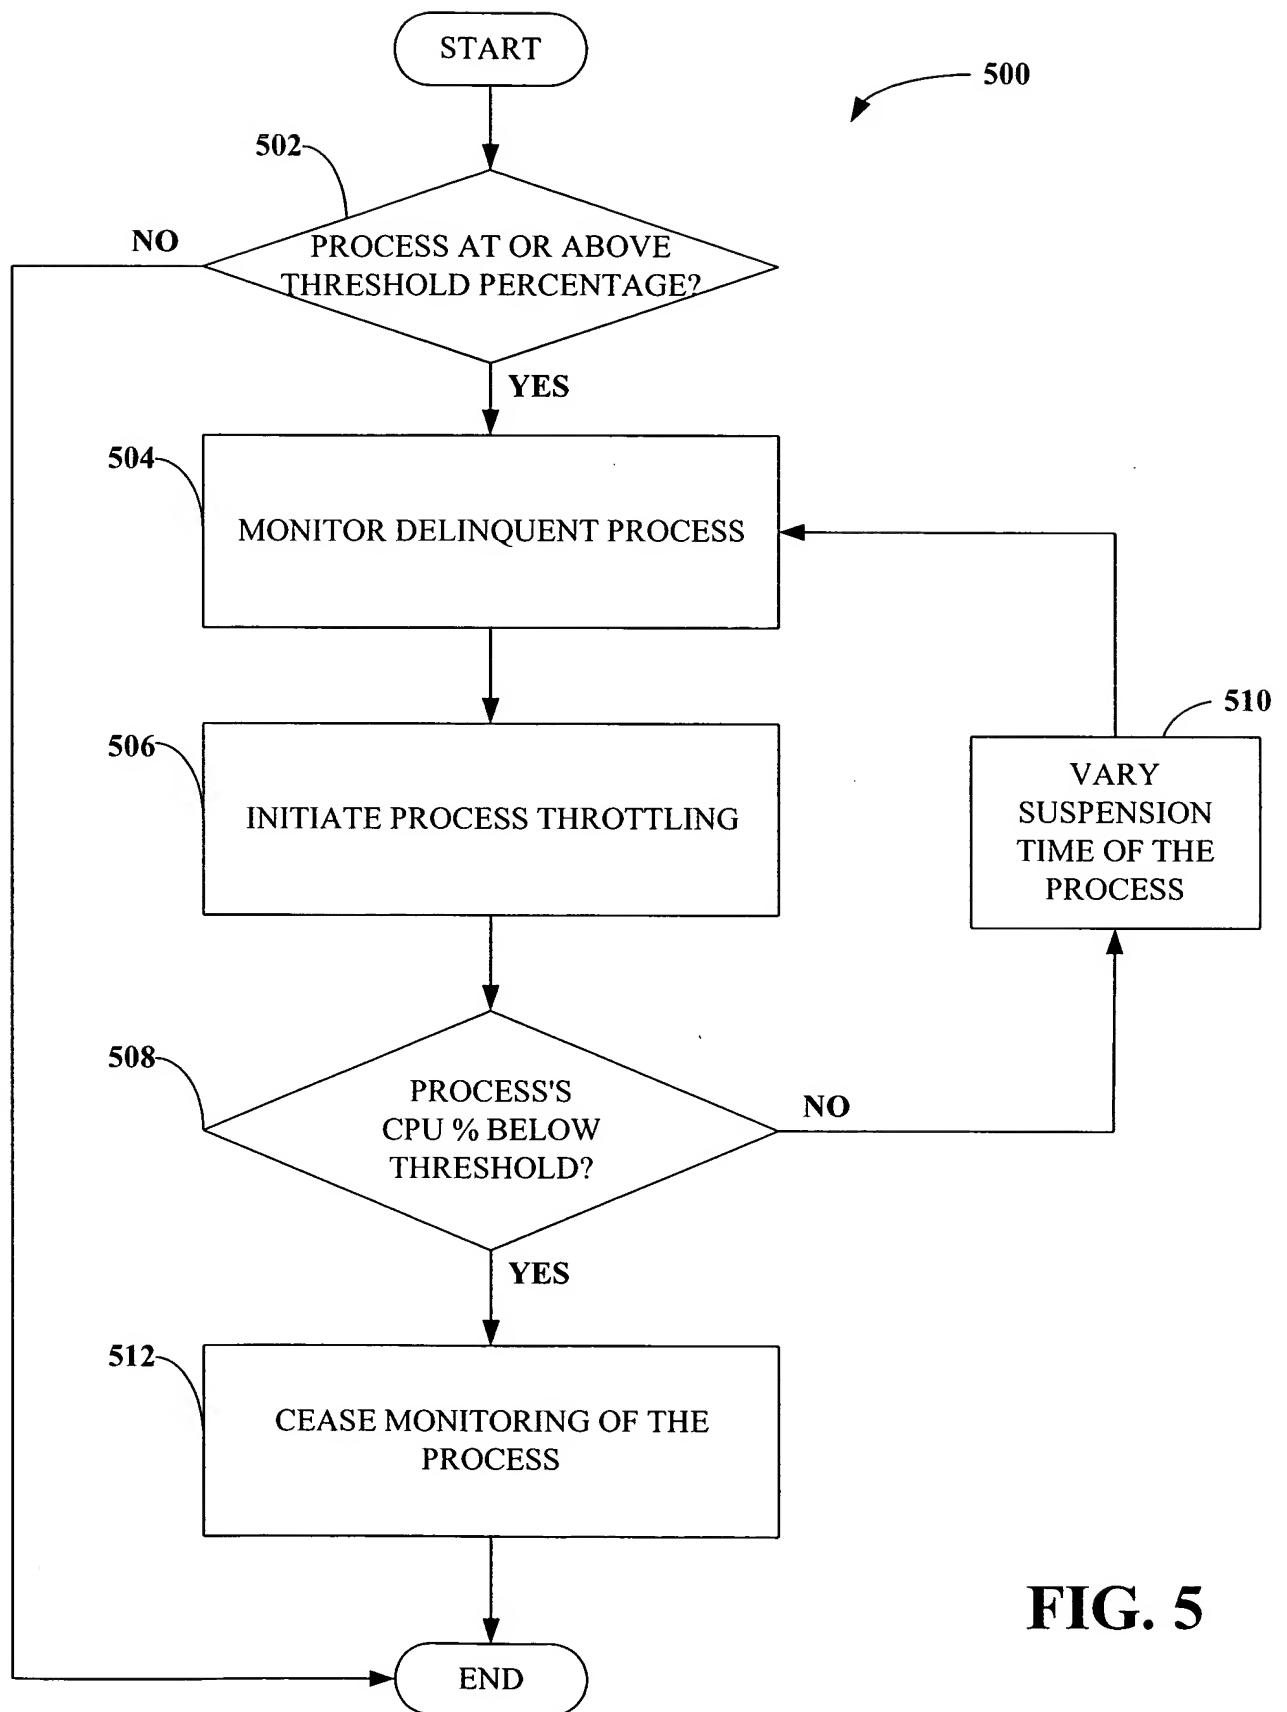 START
500
502
NO
PROCESS AT OR ABOVE
THRESHOLD PERCENTAGE?
YES
504
MONITOR DELINQUENT PROCESS
510
506
INITIATE PROCESS THROTTLING
VARY
SUSPENSION
TIME OF THE
PROCESS
508
PROCESS'S
CPU % BELOW
THRESHOLD?
NO
YES
512
CEASE MONITORING OF THE
PROCESS
FIG. 5
END